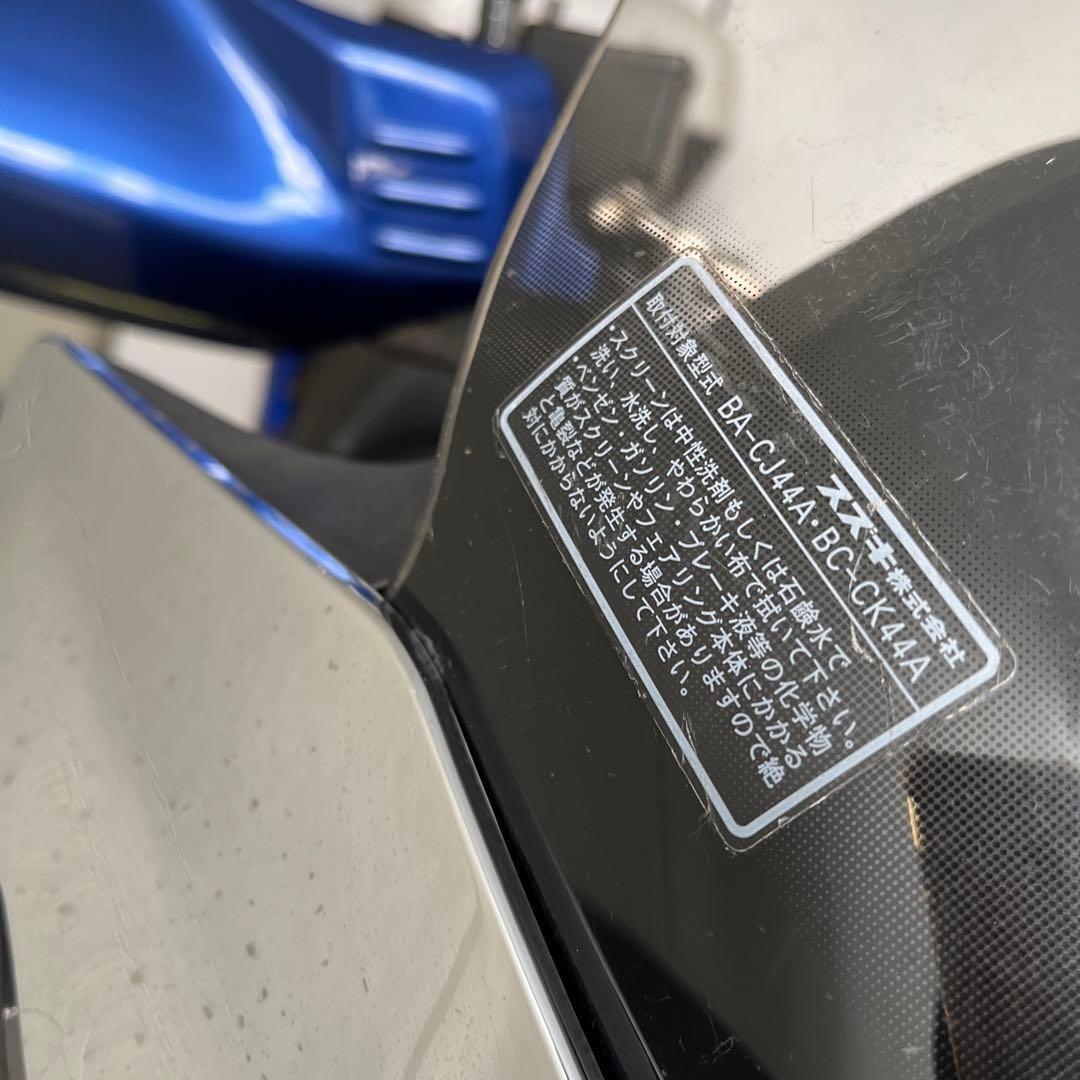 スズキ株式会社
取付対象型式 BA-CJ44A・BC-CK44A
・スクリーンは中性洗剤もしくは石鹸水で
洗い、水洗し、やわらかい布で拭いて下さい。
・ベンゼン・ガソリン・ブレーキ液等の化学物
質がスクリーンやフェアリング本体にかかる
と亀裂などが発生する場合がありますので絶
対にかからないようにして下さい。